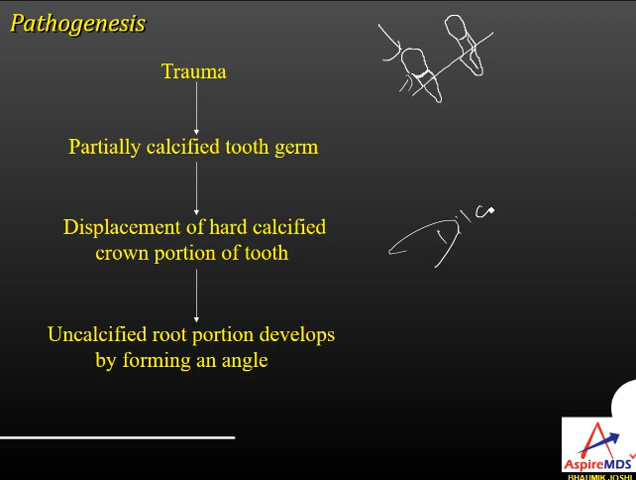 Pathogenesis
Trauma
Partially calcified tooth germ
Displacement of hard calcified
crown portion of tooth
Uncalcified root portion develops
by forming an angle
AspireMDS
BHAUMIK JOSHI